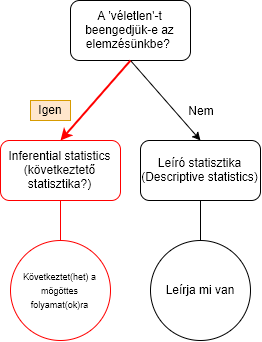 A 'véletlen'-t
beengedjük-e az
elemzésünkbe?
Igen
Nem
Inferential statistics
(következtető
statisztika?)
Leíró statisztika
(Descriptive statistics)
Következtet(het) a
mögöttes
folyamat(ok)ra
Leírja mi van